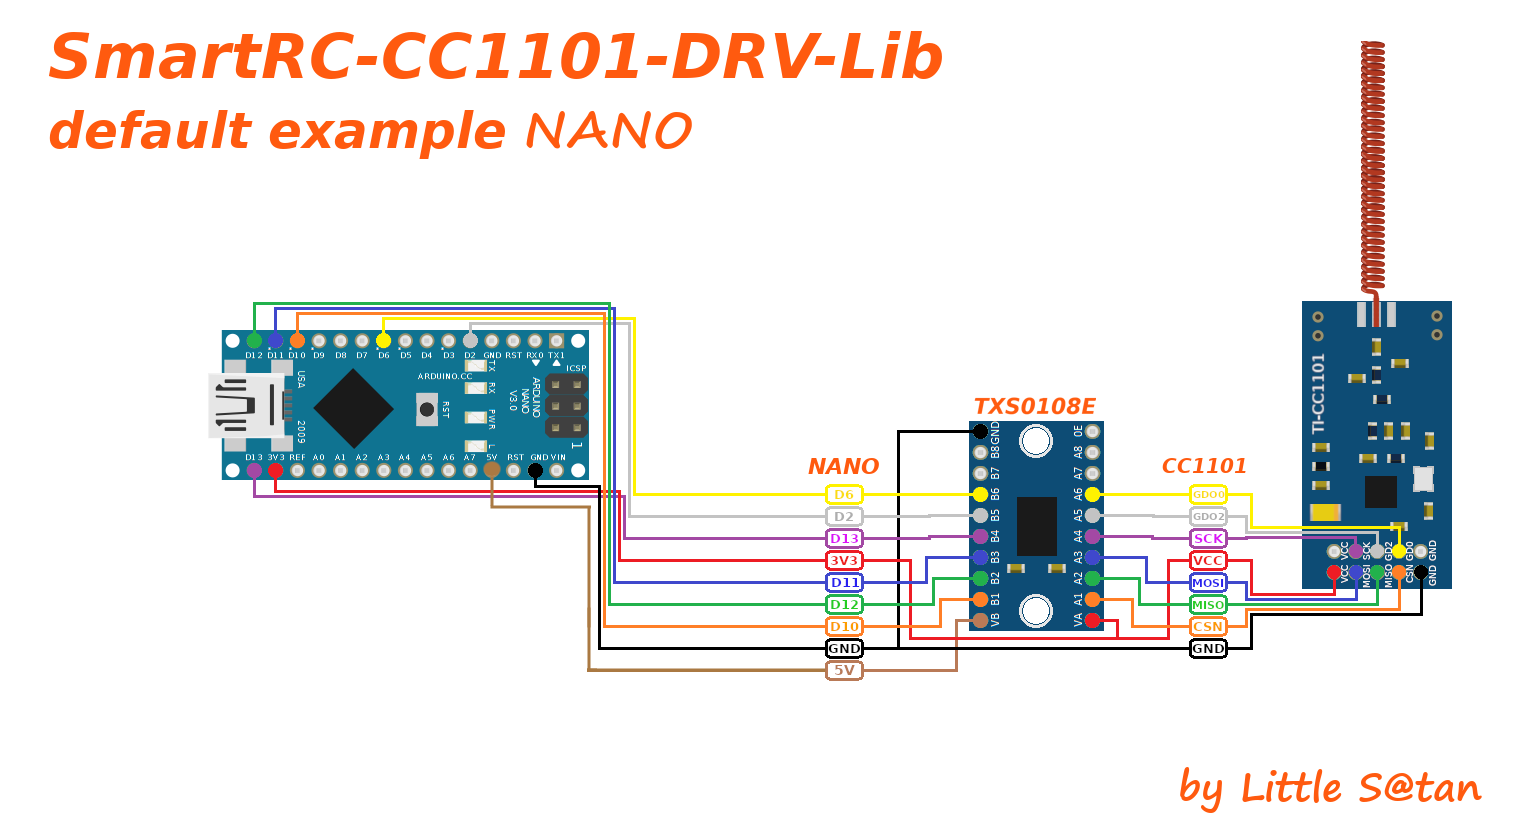 SmartRC-CC1101-DRV-Lib
default example NANO
D12 D11 D10 D9 D8 D7 D6 D5 D4 D3 D2 GND RST RX0 TX1
USA
2009
ARDUINO.CC
RST
TX
RX
PWR
L
ARDUINO
NANO
V3.0
ICSP
1
D13 3V3 REF A0 A1 A2 A3 A4 A5 A6 A7 5V RST GND VIN
NANO
D6
D2
D13
3V3
D11
D12
D10
GND
5V
TXS0108E
GND OE
B8 A8
B7 A7
B6 A6
B5 A5
B4 A4
B3 A3
B2 A2
B1 A1
VB VA
CC1101
GDO0
GDO2
SCK
VCC
MOSI
MISO
CSN
GND
TI-CC1101
VCC SCK GD2 GD0 GND
VCC MOSI MISO CSN GND
by Little S@tan